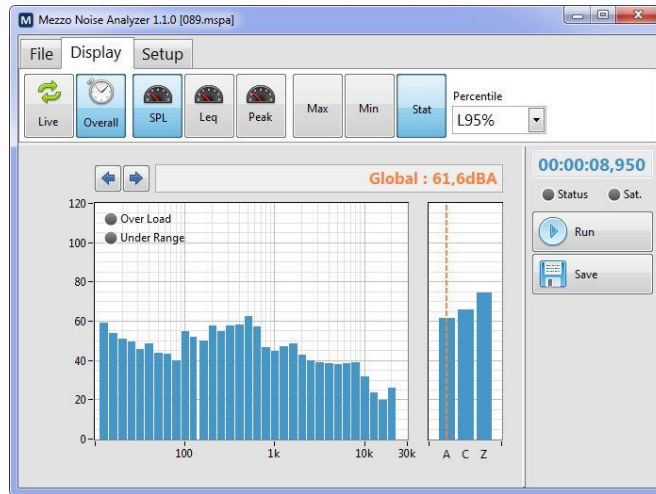 Mezzo Noise Analyzer 1.1.0 [089.mspa]
File Display Setup
Live Overall SPL Leq Peak Max Min Stat
Percentile
L95%
Global : 61,6dBA
00:00:08,950
Status Sat.
Run
Save
Over Load
Under Range
120
100
80
60
40
20
0
100 1k 10k 30k
A C Z